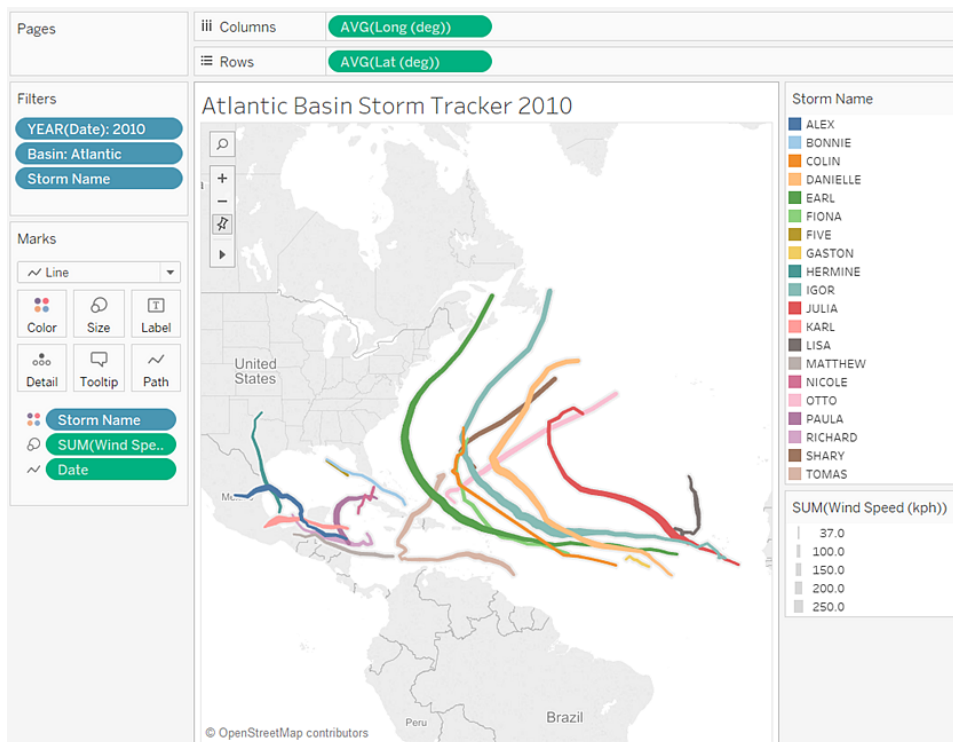 Pages
Columns
AVG(Long (deg))
Rows
AVG(Lat (deg))
Filters
YEAR(Date): 2010
Basin: Atlantic
Storm Name
Marks
Line
Color
Size
Label
Detail
Tooltip
Path
Storm Name
SUM(Wind Spe..
Date
Atlantic Basin Storm Tracker 2010
United
States
Brazil
Peru
© OpenStreetMap contributors
Storm Name
ALEX
BONNIE
COLIN
DANIELLE
EARL
FIONA
FIVE
GASTON
HERMINE
IGOR
JULIA
KARL
LISA
MATTHEW
NICOLE
OTTO
PAULA
RICHARD
SHARY
TOMAS
SUM(Wind Speed (kph))
37.0
100.0
150.0
200.0
250.0